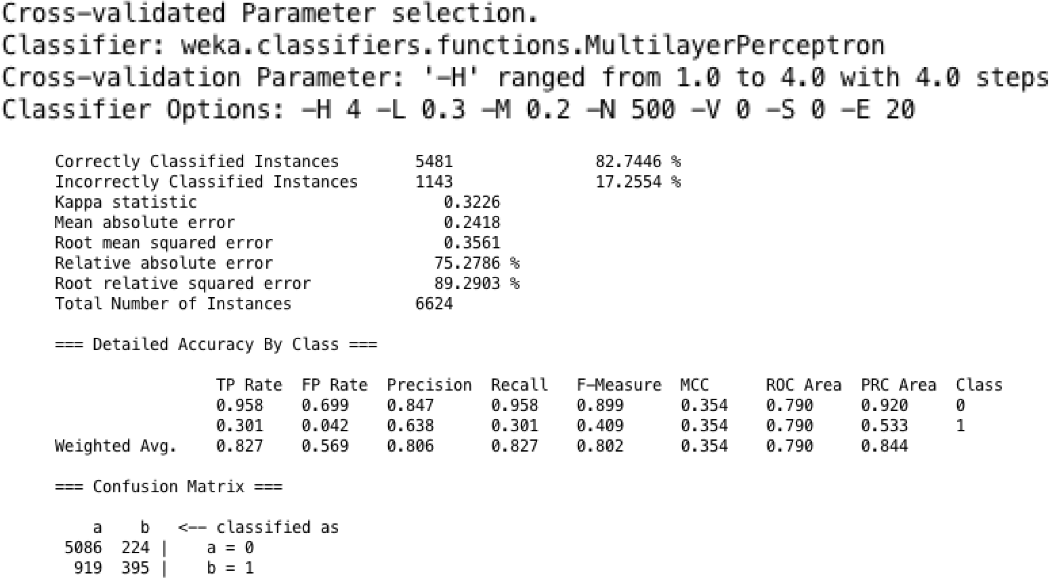 Cross-validated Parameter selection.
Classifier: weka.classifiers.functions.MultilayerPerceptron
Cross-validation Parameter: '-H' ranged from 1.0 to 4.0 with 4.0 steps
Classifier Options: -H 4 -L 0.3 -M 0.2 -N 500 -V 0 -S 0 -E 20
Correctly Classified Instances 5481 82.7446 %
Incorrectly Classified Instances 1143 17.2554 %
Kappa statistic 0.3226
Mean absolute error 0.2418
Root mean squared error 0.3561
Relative absolute error 75.2786 %
Root relative squared error 89.2903 %
Total Number of Instances 6624
=== Detailed Accuracy By Class ===
TP Rate FP Rate Precision Recall F-Measure MCC ROC Area PRC Area Class
0.958 0.699 0.847 0.958 0.899 0.354 0.790 0.920 0
0.301 0.042 0.638 0.301 0.409 0.354 0.790 0.533 1
Weighted Avg. 0.827 0.569 0.806 0.827 0.802 0.354 0.790 0.844
=== Confusion Matrix ===
a b <-- classified as
5086 224 | a = 0
919 395 | b = 1